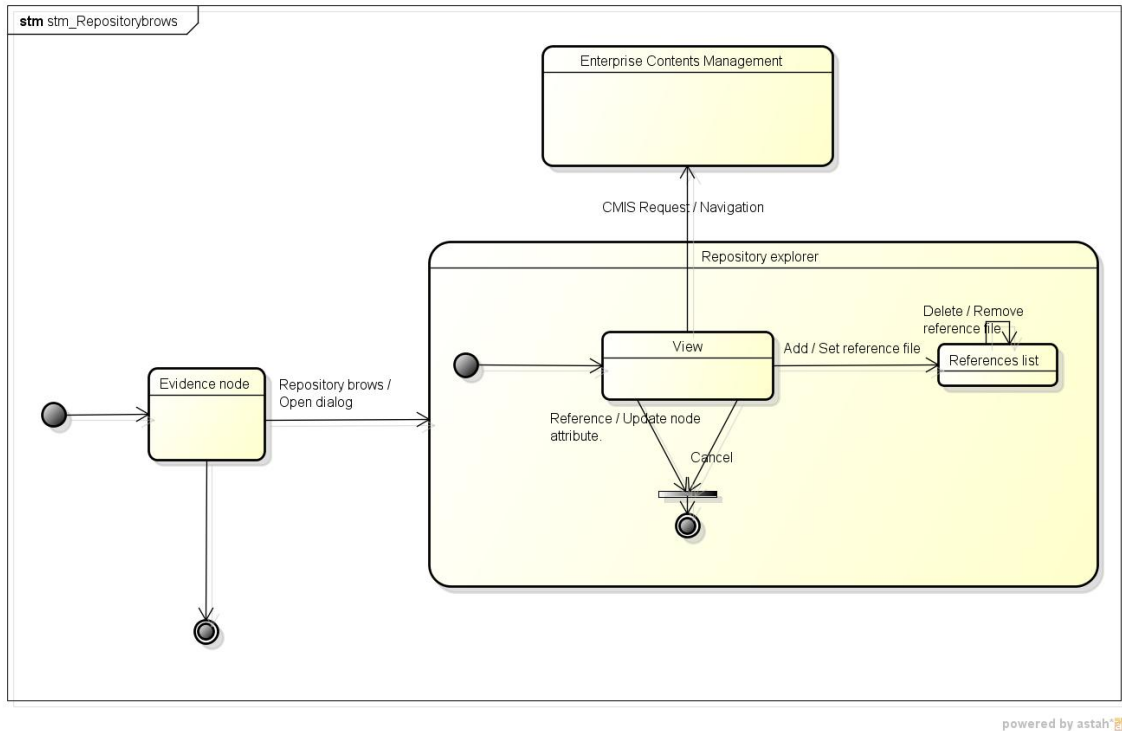 stm stm_Repositorybrows
Enterprise Contents Management
CMIS Request / Navigation
Repository explorer
Delete / Remove
reference file.
View
Add / Set reference file
References list
Evidence node
Repository brows /
Open dialog
Reference / Update node
attribute.
Cancel
powered by astah*